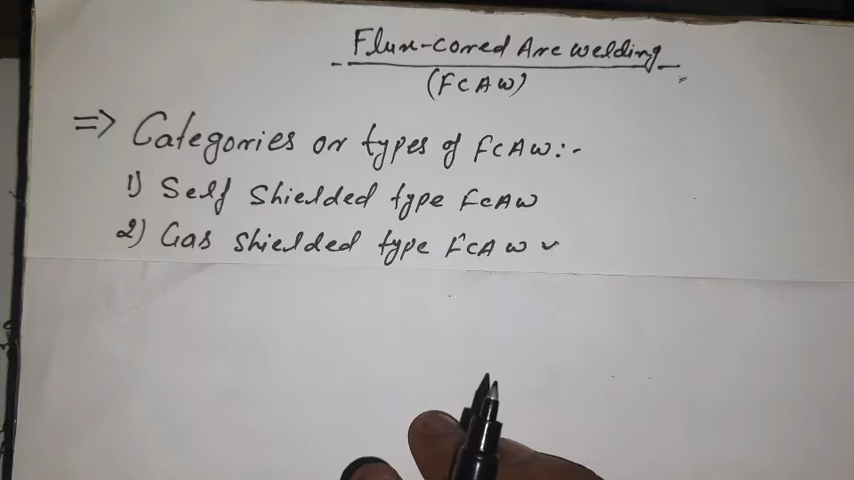 Flux-cored Arc welding
(FCAW)
=> Categories or types of FCAW:-
1) Self Shielded type FCAW
2) Gas shielded type FCAW